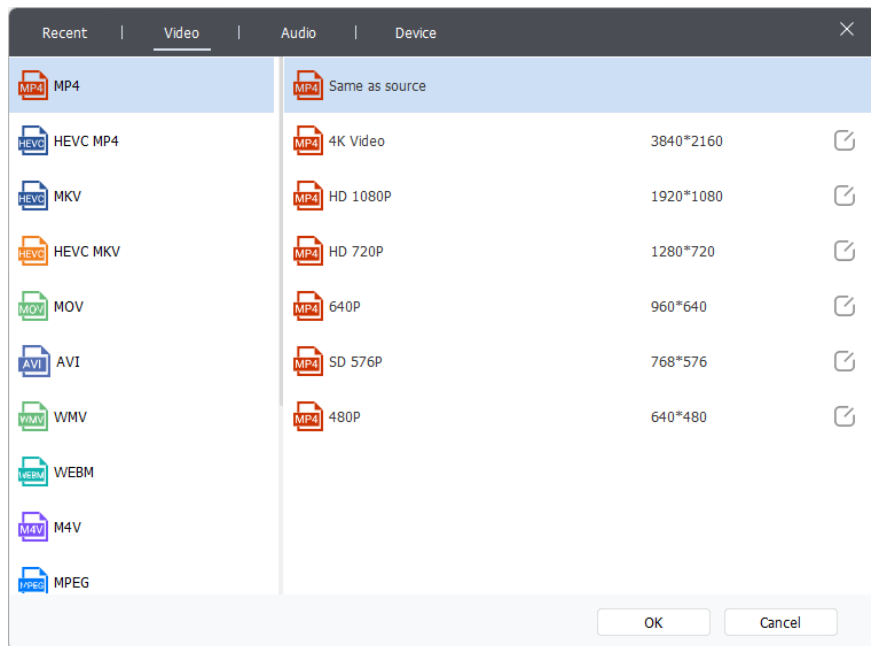 Recent | Video | Audio | Device
MP4 MP4
HEVC HEVC MP4
HEVC MKV
HEVC HEVC MKV
MOV MOV
AVI AVI
WMV WMV
WEBM WEBM
M4V M4V
MPEG MPEG
MP4 Same as source
MP4 4K Video 3840*2160
MP4 HD 1080P 1920*1080
MP4 HD 720P 1280*720
MP4 640P 960*640
MP4 SD 576P 768*576
MP4 480P 640*480
OK Cancel